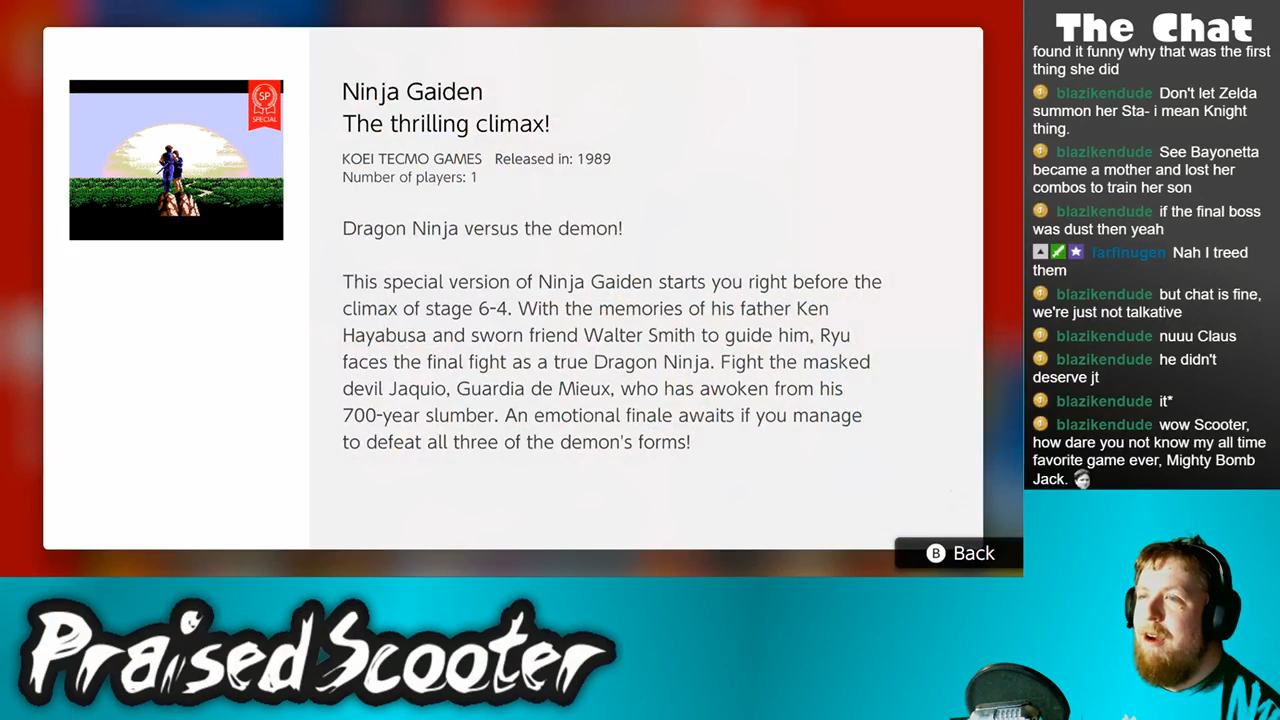 SP
SPECIAL
Ninja Gaiden
The thrilling climax!
KOEI TECMO GAMES Released in: 1989
Number of players: 1
Dragon Ninja versus the demon!
This special version of Ninja Gaiden starts you right before the
climax of stage 6-4. With the memories of his father Ken
Hayabusa and sworn friend Walter Smith to guide him, Ryu
faces the final fight as a true Dragon Ninja. Fight the masked
devil Jaquio, Guardia de Mieux, who has awoken from his
700-year slumber. An emotional finale awaits if you manage
to defeat all three of the demon's forms!
B Back
The Chat
found it funny why that was the first
thing she did
blazikendude Don't let Zelda
summon her Sta- i mean Knight
thing.
blazikendude See Bayonetta
became a mother and lost her
combos to train her son
blazikendude if the final boss
was dust then yeah
Tarfinugen Nah I treed
them
blazikendude but chat is fine,
we're just not talkative
blazikendude nuuu Claus
blazikendude he didn't
deserve jt
blazikendude it*
blazikendude wow Scooter,
how dare you not know my all time
favorite game ever, Mighty Bomb
Jack.
PraisedScooter